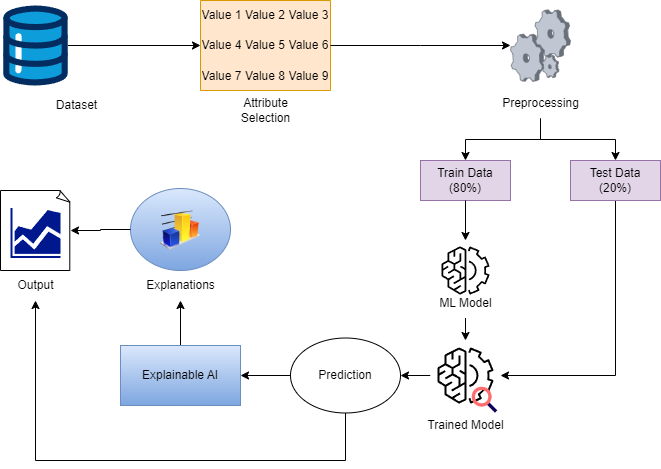 Value 1 Value 2 Value 3
Value 4 Value 5 Value 6
Value 7 Value 8 Value 9
Dataset
Attribute
Selection
Preprocessing
Train Data
(80%)
Test Data
(20%)
Output
Explanations
ML Model
Explainable AI
Prediction
Trained Model